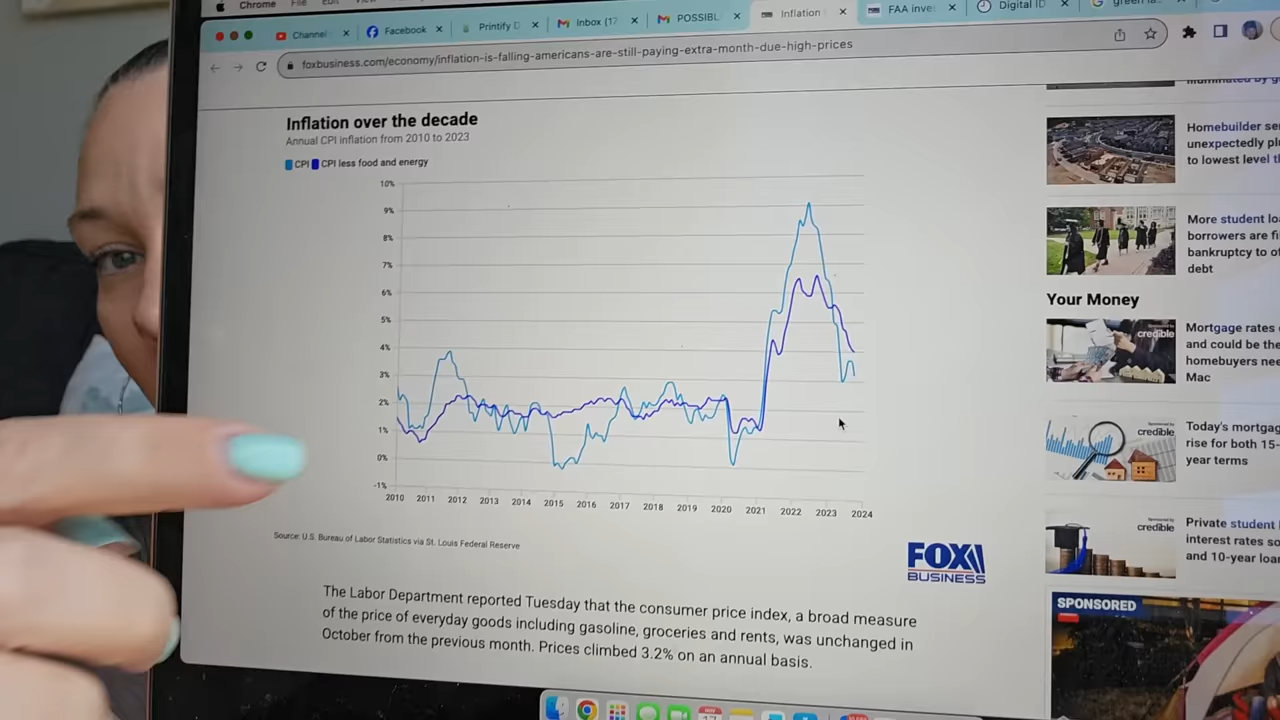 Chrome
File
Edit
Channel
Facebook
Printify
Inbox (17
POSSIBL
Inflation
FAA inve
Digital ID
foxbusiness.com/economy/inflation-is-falling-americans-are-still-paying-extra-month-due-high-prices
Inflation over the decade
Annual CPI inflation from 2010 to 2023
CPI CPI less food and energy
10%
9%
8%
7%
6%
5%
4%
3%
2%
1%
0%
-1%
2010 2011 2012 2013 2014 2015 2016 2017 2018 2019 2020 2021 2022 2023 2024
Source: U.S. Bureau of Labor Statistics via St. Louis Federal Reserve
FOX
BUSINESS
The Labor Department reported Tuesday that the consumer price index, a broad measure
of the price of everyday goods including gasoline, groceries and rents, was unchanged in
October from the previous month. Prices climbed 3.2% on an annual basis.
Homebuilder se
unexpectedly pl
to lowest level t
More student lo
borrowers are fi
bankruptcy to of
debt
Your Money
credible
Mortgage rates
and could be the
homebuyers nee
Mac
credible
Today's mortgag
rise for both 15-
year terms
credible
Private student
interest rates so
and 10-year loa
SPONSORED
NOV
17